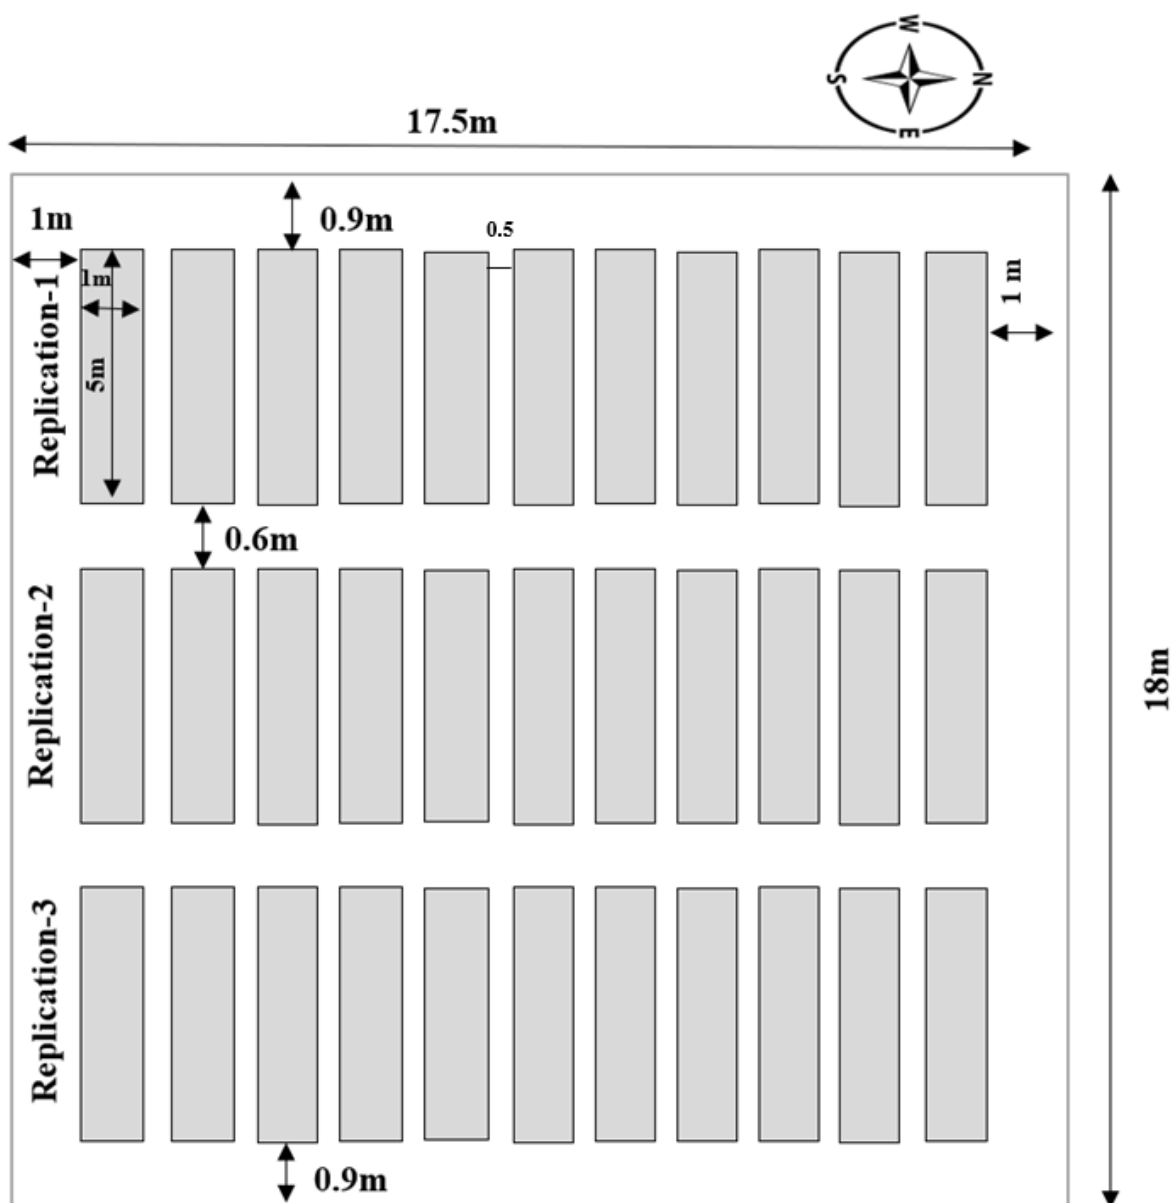 W
S
N
E
17.5m
1m
0.9m
0.5
1m
1 m
5m
Replication-1
0.6m
Replication-2
18m
Replication-3
0.9m